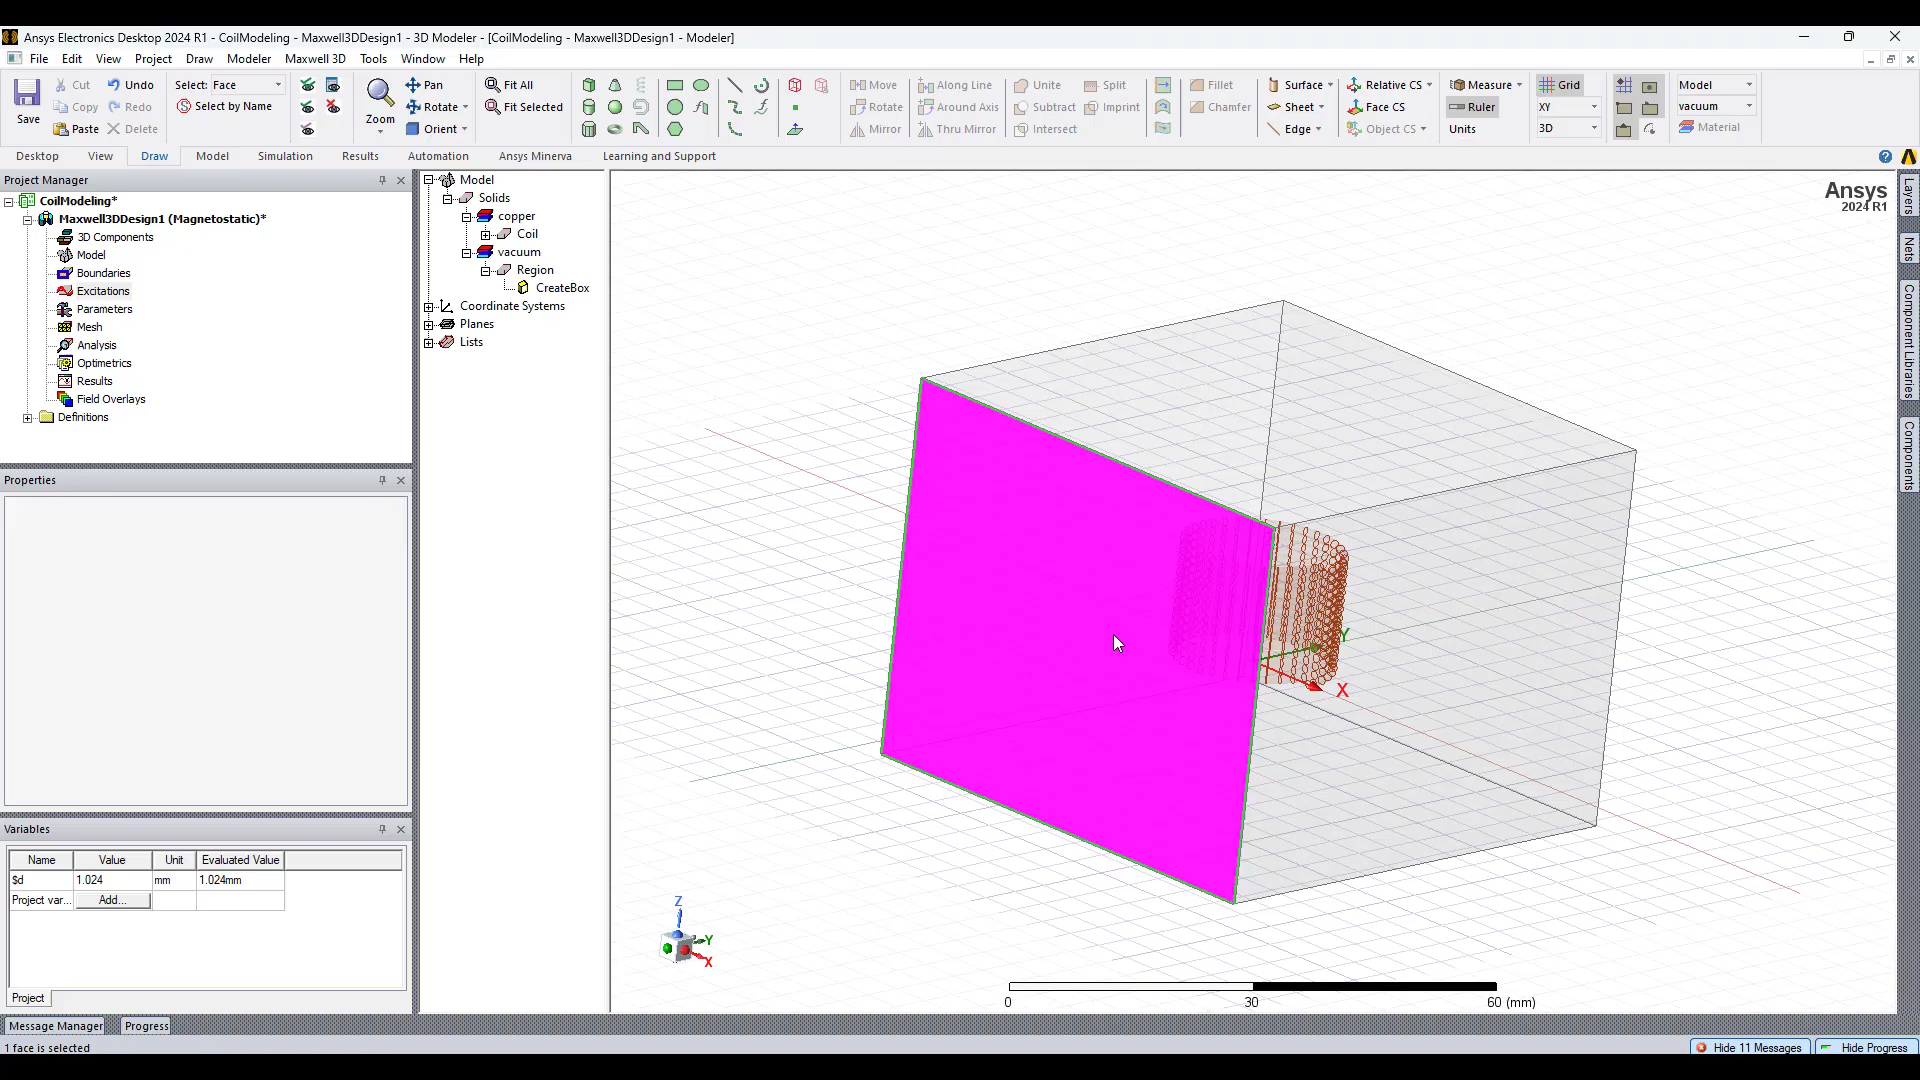 Ansys Electronics Desktop 2024 R1 - CoilModeling - Maxwell3DDesign1 - 3D Modeler - [CoilModeling - Maxwell3DDesign1 - Modeler]
File Edit View Project Draw Modeler Maxwell 3D Tools Window Help
Save
Cut
Copy
Paste
Undo
Redo
Delete
Select: Face
Select by Name
Zoom
Pan
Rotate
Orient
Fit All
Fit Selected
Move
Rotate
Mirror
Along Line
Around Axis
Thru Mirror
Unite
Subtract
Intersect
Split
Imprint
Fillet
Chamfer
Surface
Sheet
Edge
Relative CS
Face CS
Object CS
Measure
Ruler
Units
Grid
XY
3D
Model
vacuum
Material
Desktop View Draw Model Simulation Results Automation Ansys Minerva Learning and Support
Project Manager
CoilModeling*
Maxwell3DDesign1 (Magnetostatic)*
3D Components
Model
Boundaries
Excitations
Parameters
Mesh
Analysis
Optimetrics
Results
Field Overlays
Definitions
Properties
Variables
Name Value Unit Evaluated Value
$d 1.024 mm 1.024mm
Project var... Add...
Project
Model
Solids
copper
Coil
vacuum
Region
CreateBox
Coordinate Systems
Planes
Lists
Ansys
2024 R1
Y
X
Z
Y
X
0 30 60 (mm)
Layers
Nets
Component Libraries
Components
Message Manager Progress
1 face is selected
Hide 11 Messages Hide Progress